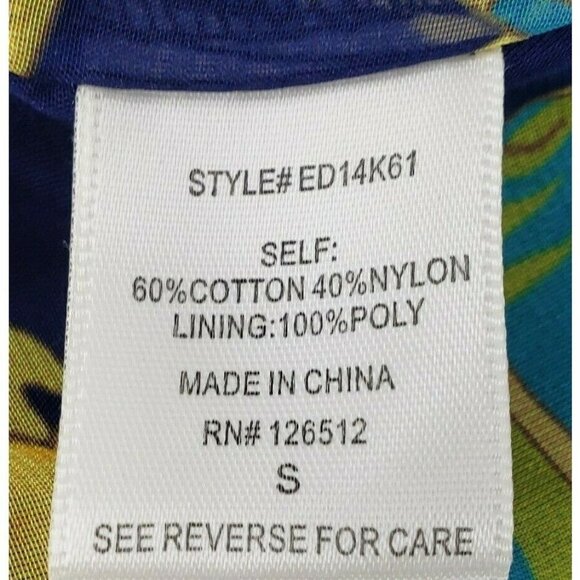 STYLE# ED14K61
SELF:
60%COTTON 40%NYLON
LINING:100%POLY
MADE IN CHINA
RN# 126512
S
SEE REVERSE FOR CARE